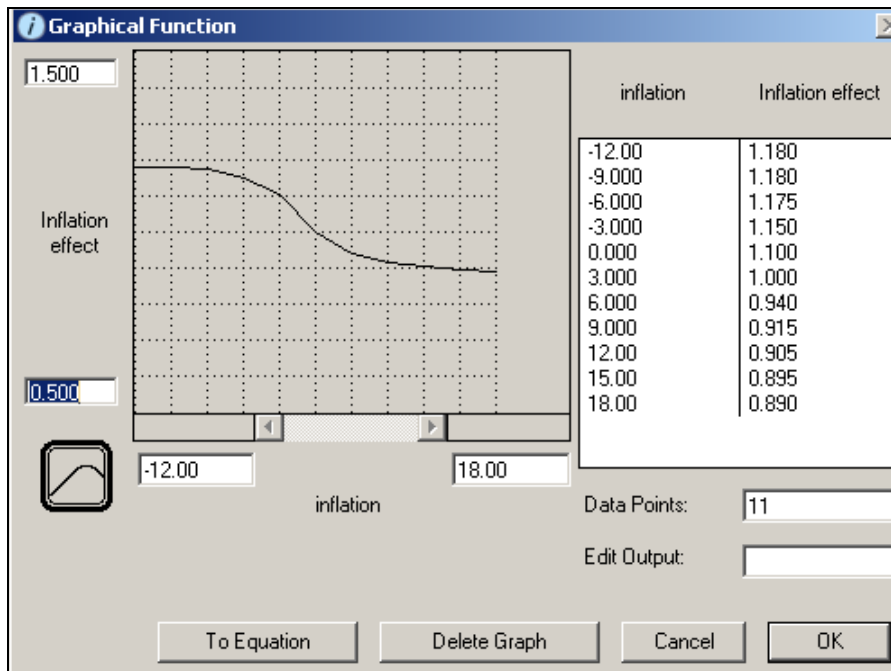 Graphical Function
1.500
Inflation
effect
0.500
-12.00
18.00
inflation
inflation Inflation effect
-12.00 1.180
-9.000 1.180
-6.000 1.175
-3.000 1.150
0.000 1.100
3.000 1.000
6.000 0.940
9.000 0.915
12.00 0.905
15.00 0.895
18.00 0.890
Data Points: 11
Edit Output:
To Equation Delete Graph Cancel OK